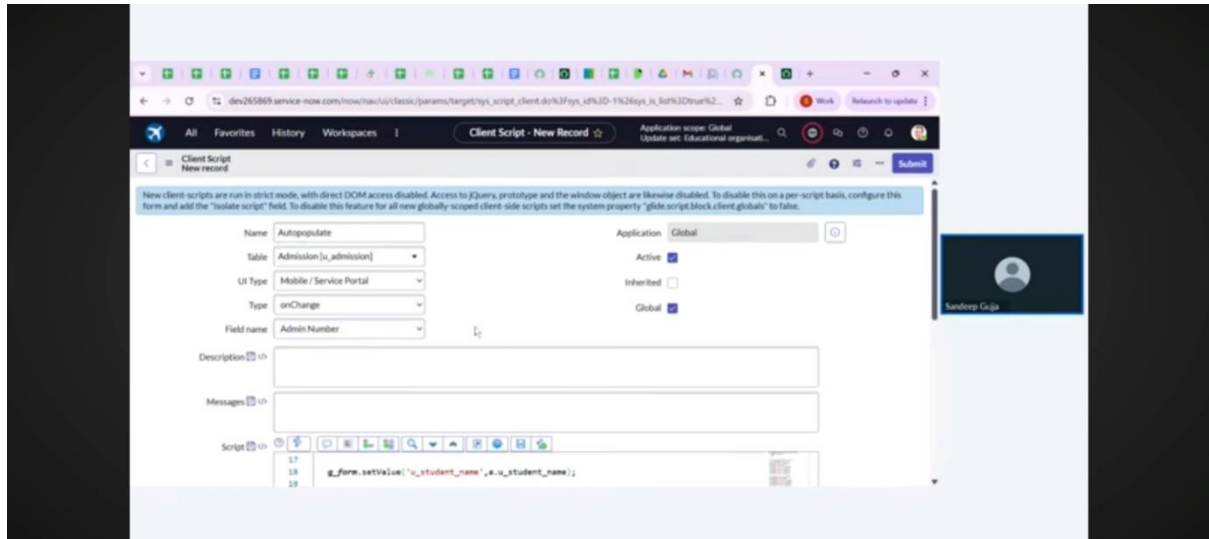 dev265869.service-now.com/now/nav/ui/classic/params/target/sys_script_client.do%3Fsys_id%3D-1%26sys_is_list%3Dtrue%2...
Work
Relaunch to update
All Favorites History Workspaces
Client Script - New Record
Application scope: Global
Update set: Educational organisati...
Client Script
New record
Submit
New client-scripts are run in strict mode, with direct DOM access disabled. Access to jQuery, prototype and the window object are likewise disabled. To disable this on a per-script basis, configure this
form and add the "Isolate script" field. To disable this feature for all new globally-scoped client-side scripts set the system property "glide.script.block.client.globals" to false.
Name Autopopulate
Application Global
Table Admission [u_admission]
Active
UI Type Mobile / Service Portal
Inherited
Type onChange
Global
Field name Admin Number
Description
Messages
Script
17
18 g_form.setValue('u_student_name',a.u_student_name);
19
Sandeep Gujja